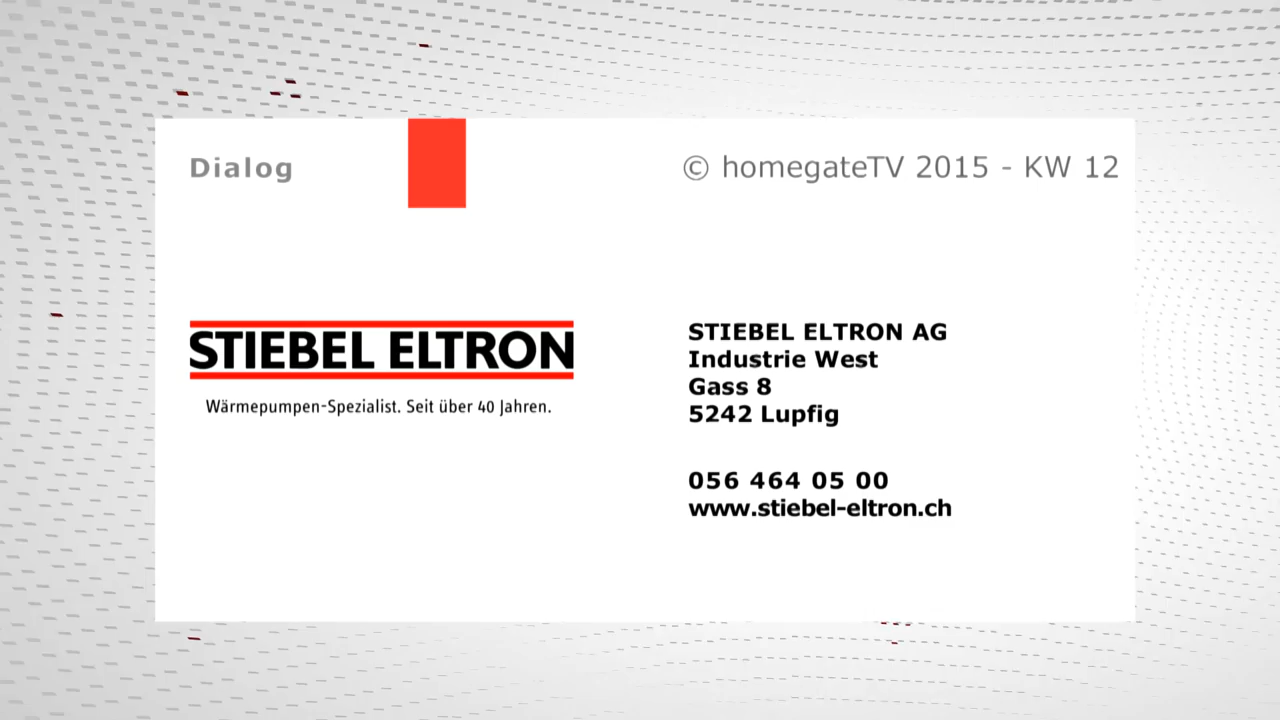 Dialog
© homegateTV 2015 - KW 12
STIEBEL ELTRON
Wärmepumpen-Spezialist. Seit über 40 Jahren.
STIEBEL ELTRON AG
Industrie West
Gass 8
5242 Lupfig
056 464 05 00
www.stiebel-eltron.ch